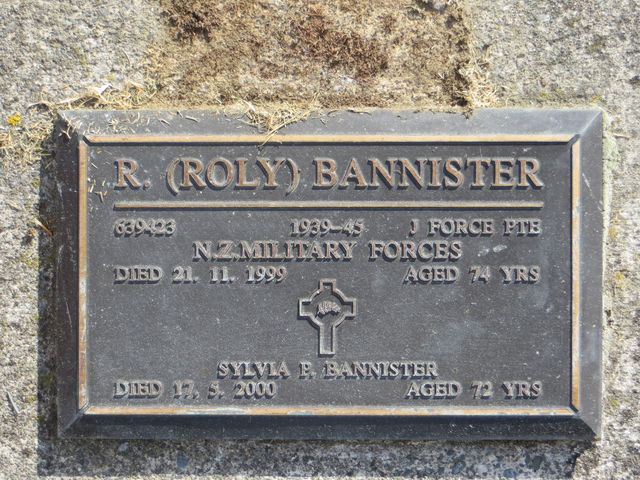 R. (ROLY) BANNISTER
639423 1939-45 J FORCE PTE
N.Z.MILITARY FORCES
DIED 21. 11. 1999 AGED 74 YRS
SYLVIA P. BANNISTER
DIED 17. 5. 2000 AGED 72 YRS